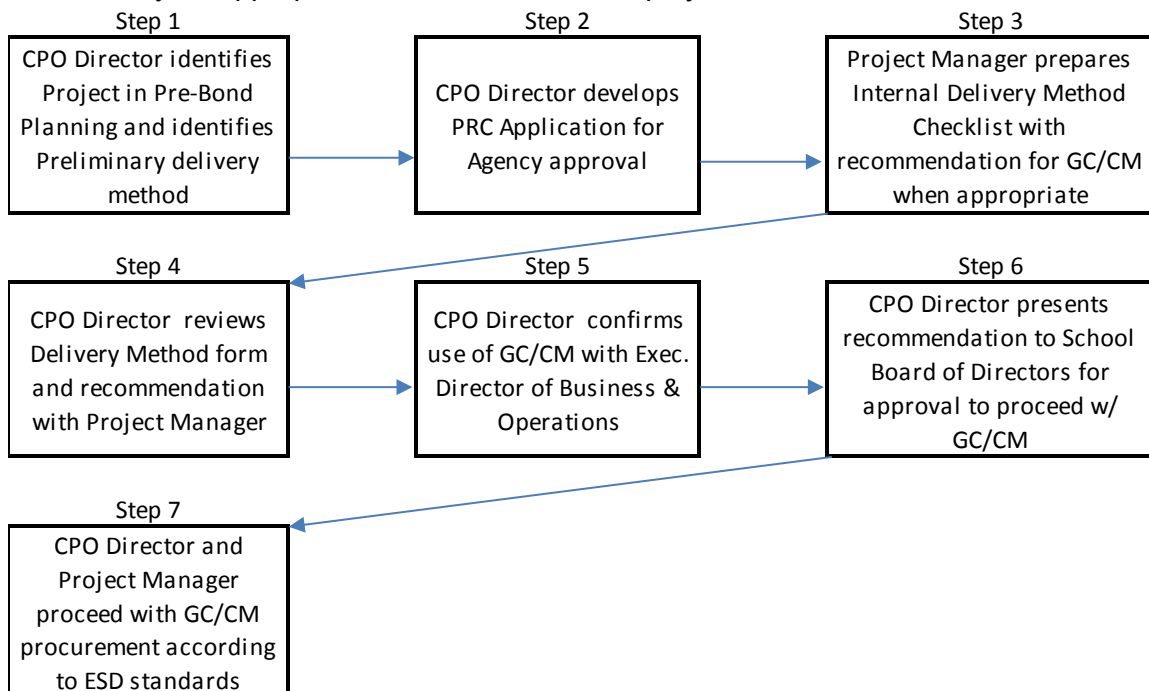 Step 1
CPO Director identifies
Project in Pre-Bond
Planning and identifies
Preliminary delivery
method
Step 2
CPO Director develops
PRC Application for
Agency approval
Step 3
Project Manager prepares
Internal Delivery Method
Checklist with
recommendation for GC/CM
when appropriate
Step 4
CPO Director reviews
Delivery Method form
and recommendation
with Project Manager
Step 5
CPO Director confirms
use of GC/CM with Exec.
Director of Business &
Operations
Step 6
CPO Director presents
recommendation to School
Board of Directors for
approval to proceed w/
GC/CM
Step 7
CPO Director and
Project Manager
proceed with GC/CM
procurement according
to ESD standards